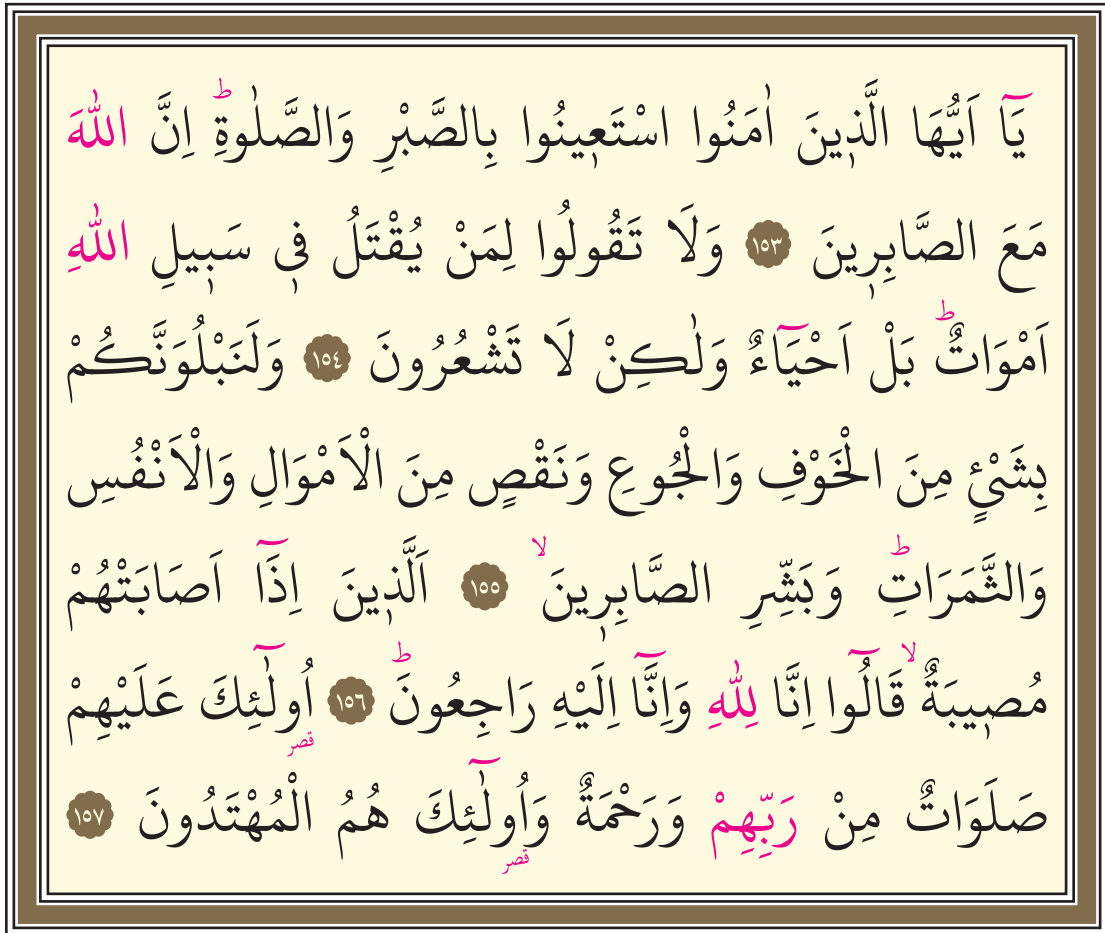 يَٓا اَيُّهَا الَّذ۪ينَ اٰمَنُوا اسْتَع۪ينُوا بِالصَّبْرِ وَالصَّلٰوةِۜ اِنَّ اللّٰهَ
مَعَ الصَّابِر۪ينَ ﴿١٥٣﴾ وَلَا تَقُولُوا لِمَنْ يُقْتَلُ ف۪ي سَب۪يلِ اللّٰهِ
اَمْوَاتٌۜ بَلْ اَحْيَٓاءٌ وَلٰكِنْ لَا تَشْعُرُونَ ﴿١٥٤﴾ وَلَنَبْلُوَنَّكُمْ
بِشَيْءٍ مِنَ الْخَوْفِ وَالْجُوعِ وَنَقْصٍ مِنَ الْاَمْوَالِ وَالْاَنْفُسِ
وَالثَّمَرَاتِۜ وَبَشِّرِ الصَّابِر۪ينَۙ ﴿١٥٥﴾ اَلَّذ۪ينَ اِذَٓا اَصَابَتْهُمْ
مُص۪يبَةٌۙ قَالُٓوا اِنَّا لِلّٰهِ وَاِنَّٓا اِلَيْهِ رَاجِعُونَۜ ﴿١٥٦﴾ اُو۬لٰٓئِكَ عَلَيْهِمْ
قصر
صَلَوَاتٌ مِنْ رَبِّهِمْ وَرَحْمَةٌ وَاُو۬لٰٓئِكَ هُمُ الْمُهْتَدُونَ ﴿١٥٧﴾
قصر